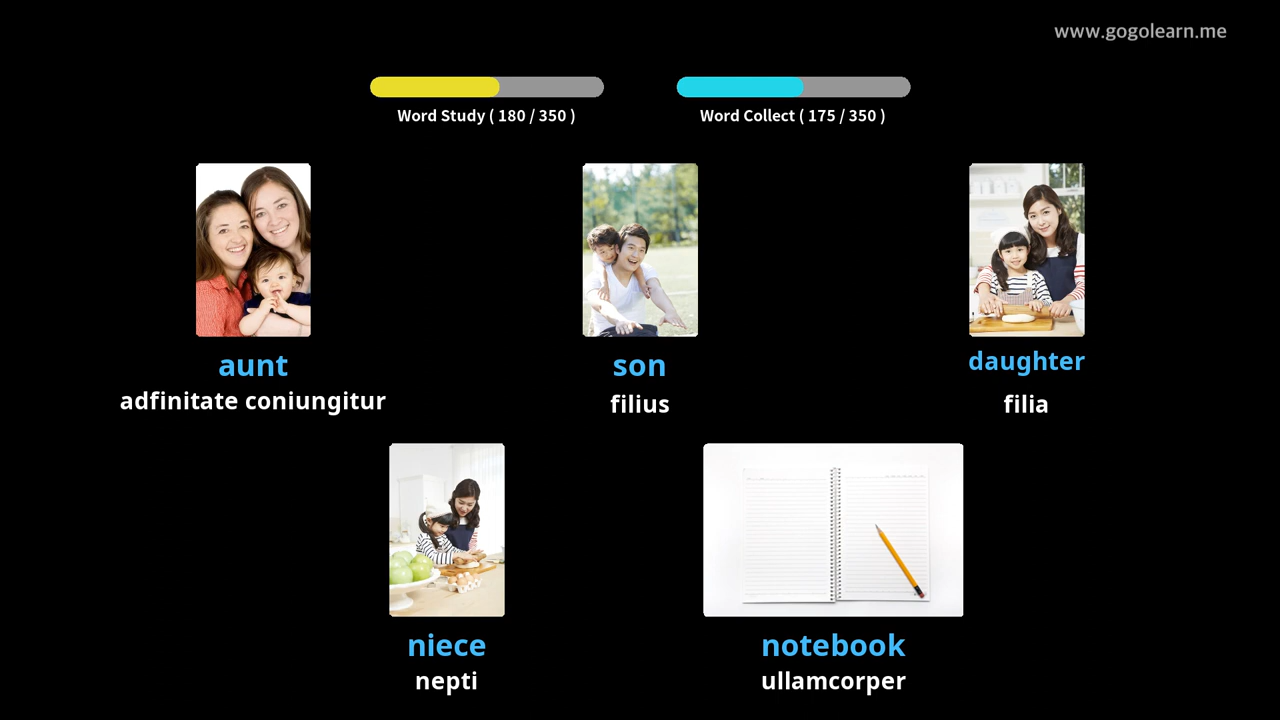 www.gogolearn.me
Word Study ( 180 / 350 )
Word Collect ( 175 / 350 )
aunt
adfinitate coniungitur
son
filius
daughter
filia
niece
nepti
notebook
ullamcorper